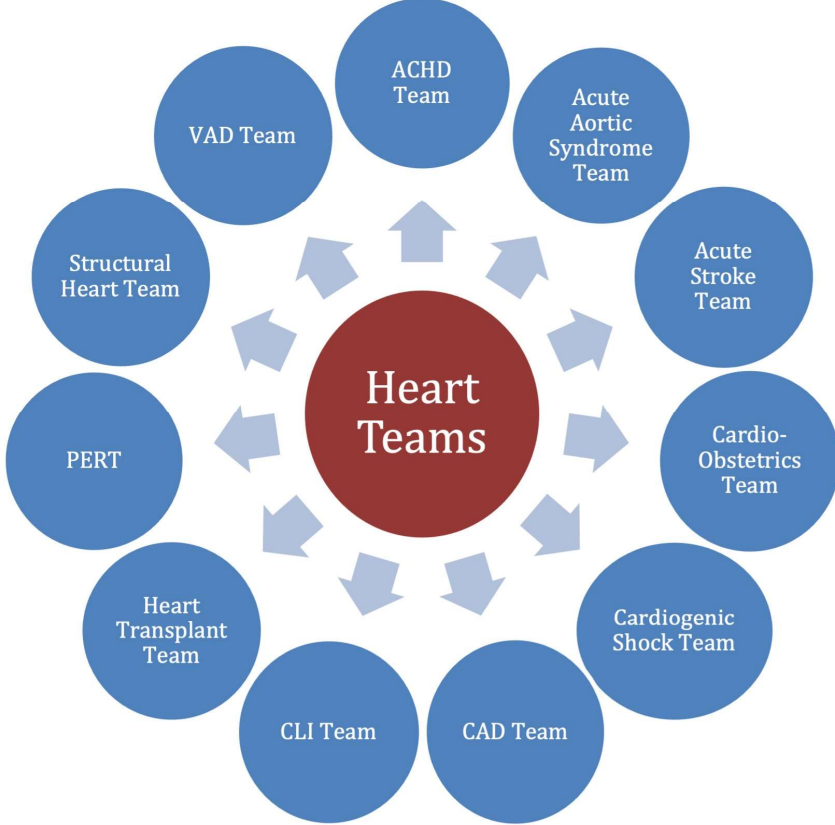 ACHD
Team
Acute
Aortic
Syndrome
Team
Acute
Stroke
Team
Cardio-
Obstetrics
Team
Cardiogenic
Shock Team
CAD Team
CLI Team
Heart
Transplant
Team
PERT
Structural
Heart Team
VAD Team
Heart
Teams